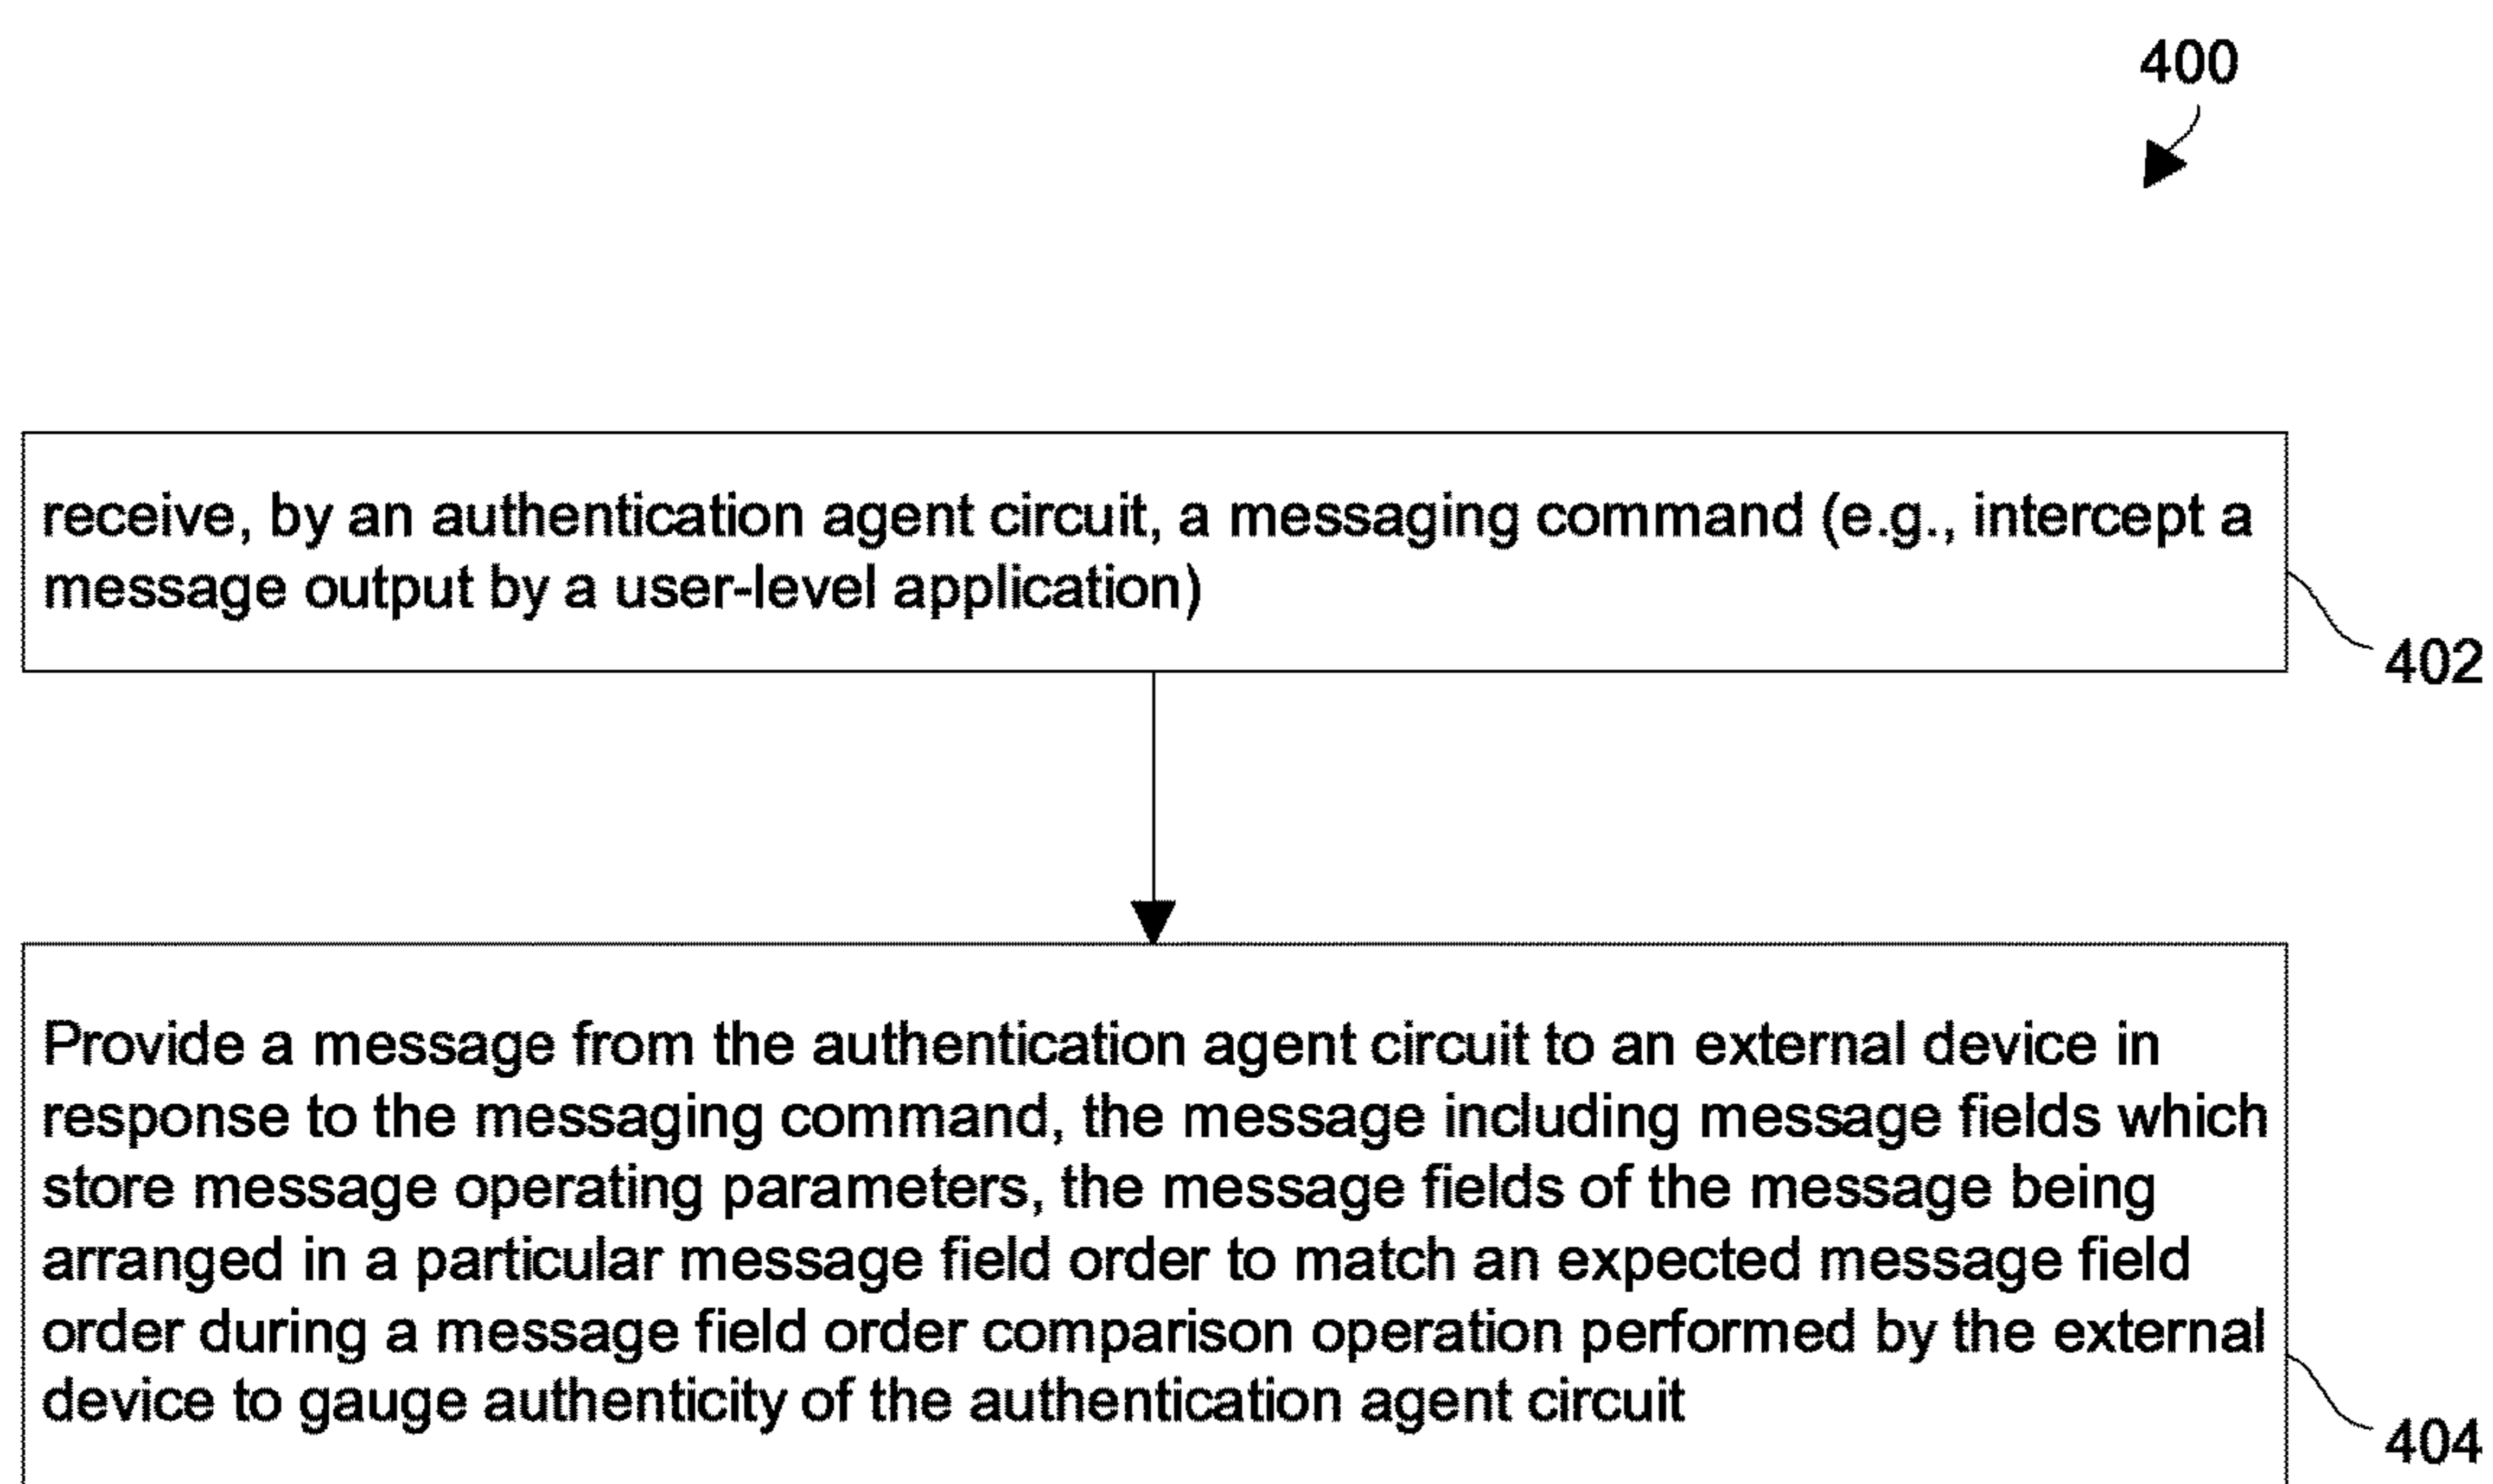 400
receive, by an authentication agent circuit, a messaging command (e.g., intercept a
message output by a user-level application)
402
Provide a message from the authentication agent circuit to an external device in
response to the messaging command, the message including message fields which
store message operating parameters, the message fields of the message being
arranged in a particular message field order to match an expected message field
order during a message field order comparison operation performed by the external
device to gauge authenticity of the authentication agent circuit
404